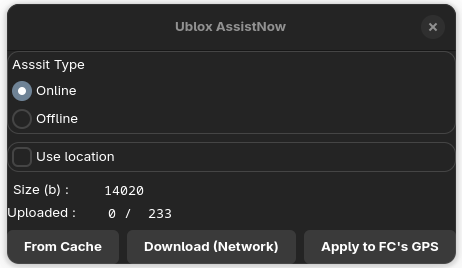 Ublox AssistNow
Asssit Type
Online
Offline
Use location
Size (b) : 14020
Uploaded : 0 / 233
From Cache Download (Network) Apply to FC's GPS